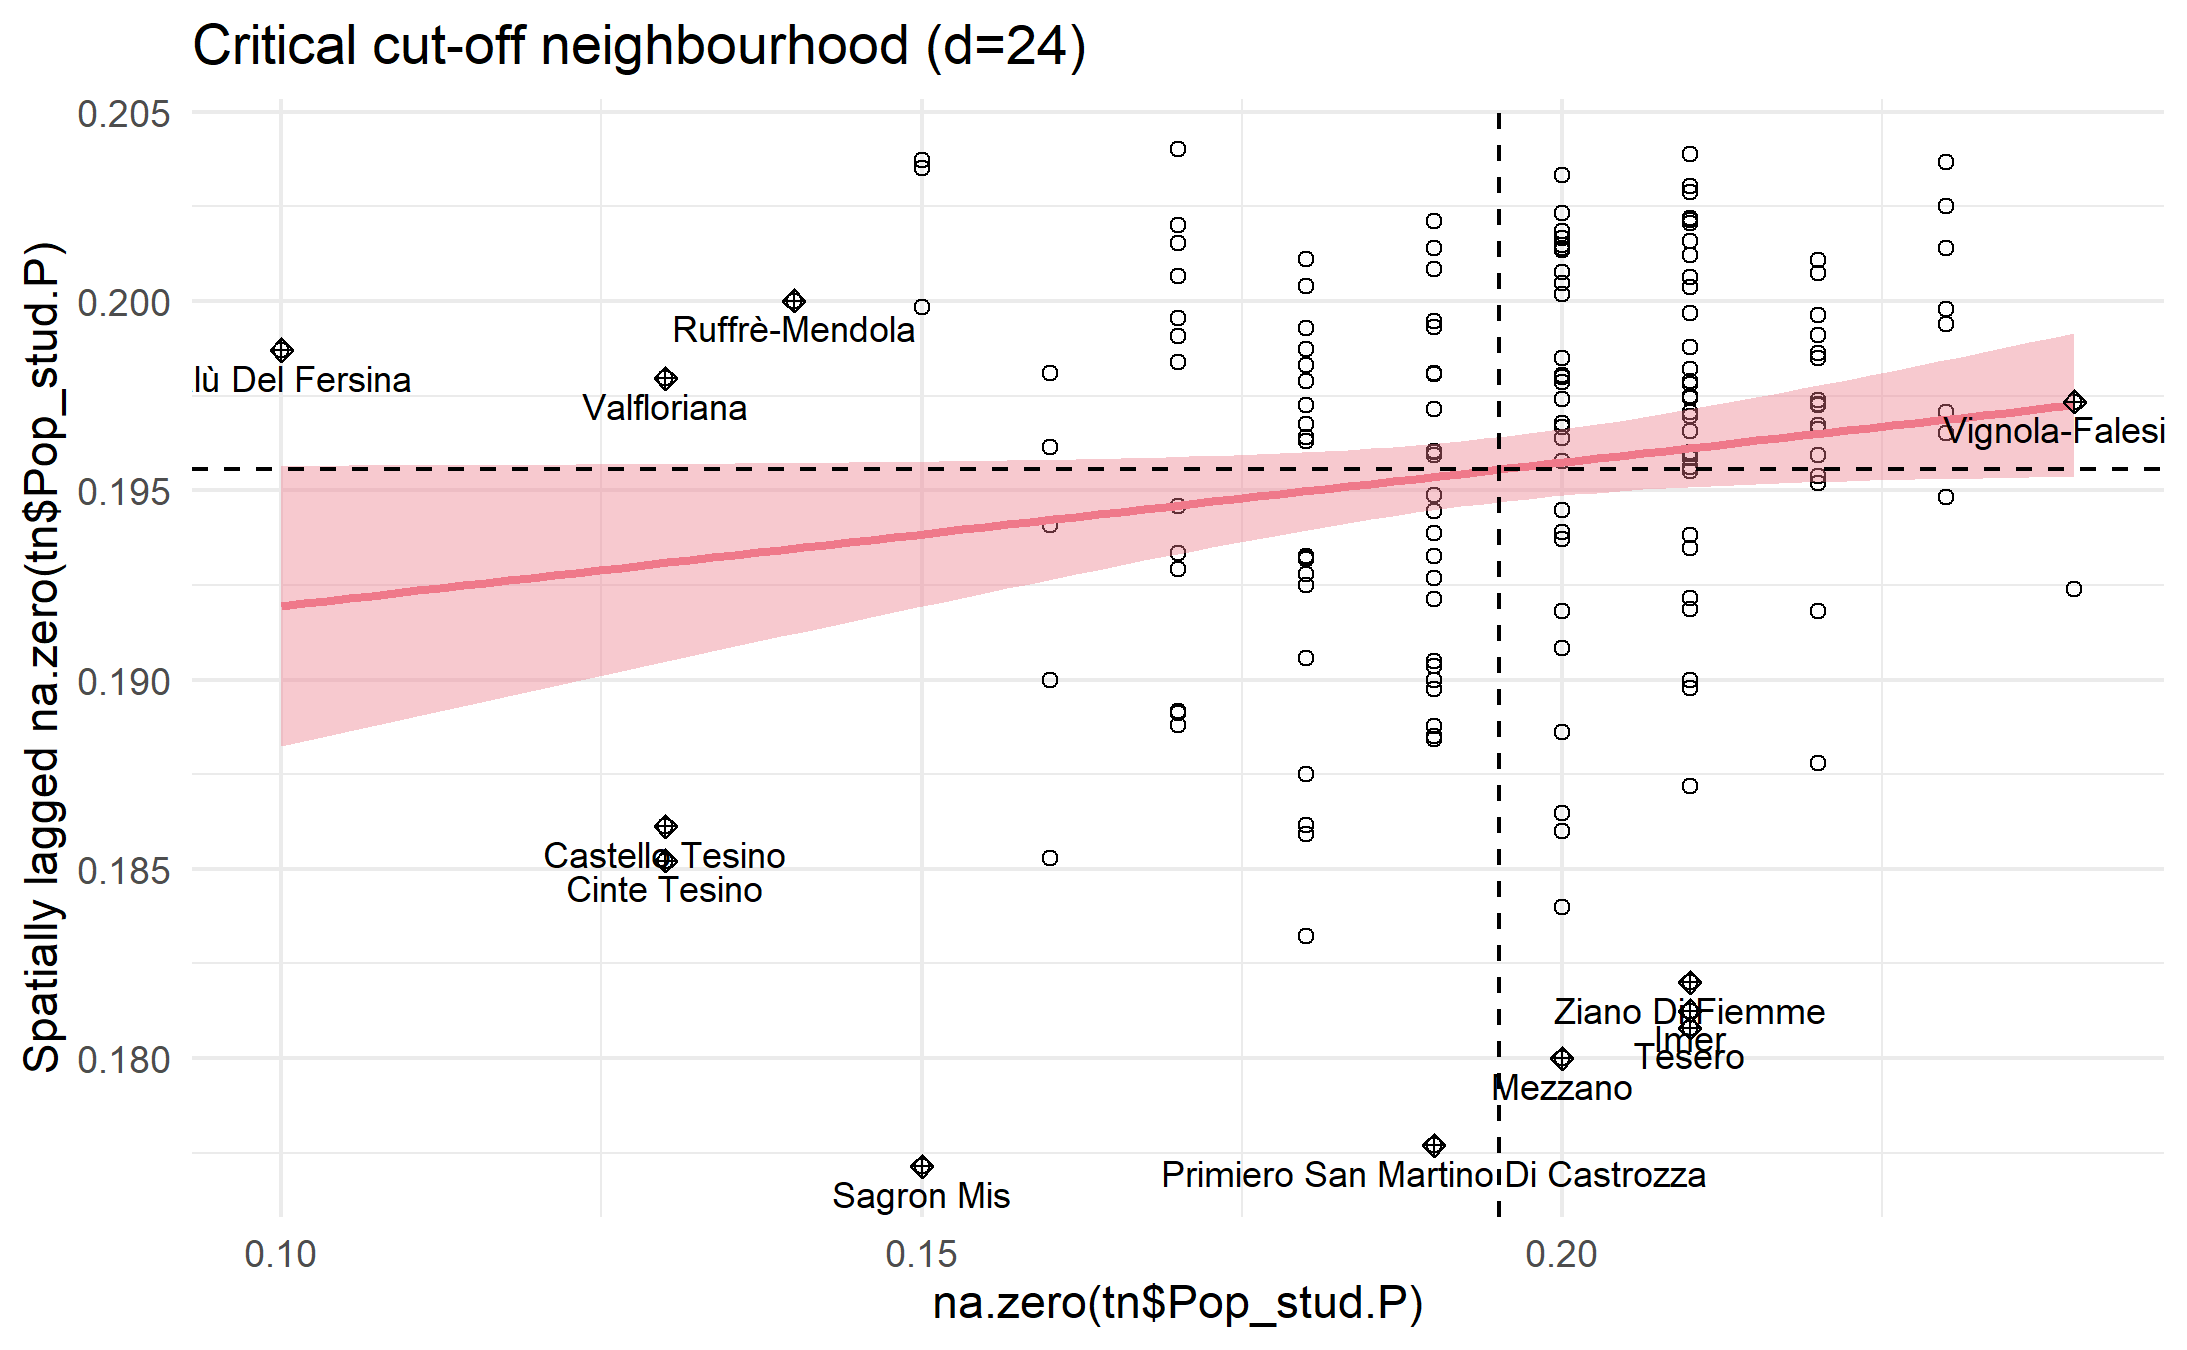 Critical cut-off neighbourhood (d=24)
Spatially lagged na.zero(tn$Pop_stud.P)
0.205
0.200
0.195
0.190
0.185
0.180
Ruffrè-Mendola
lù Del Fersina
Valfloriana
Vignola-Falesi
Castello Tesino
Cinte Tesino
Ziano Di Fiemme
Imer
Tesero
Mezzano
Primiero San Martino Di Castrozza
Sagron Mis
0.10
0.15
0.20
na.zero(tn$Pop_stud.P)